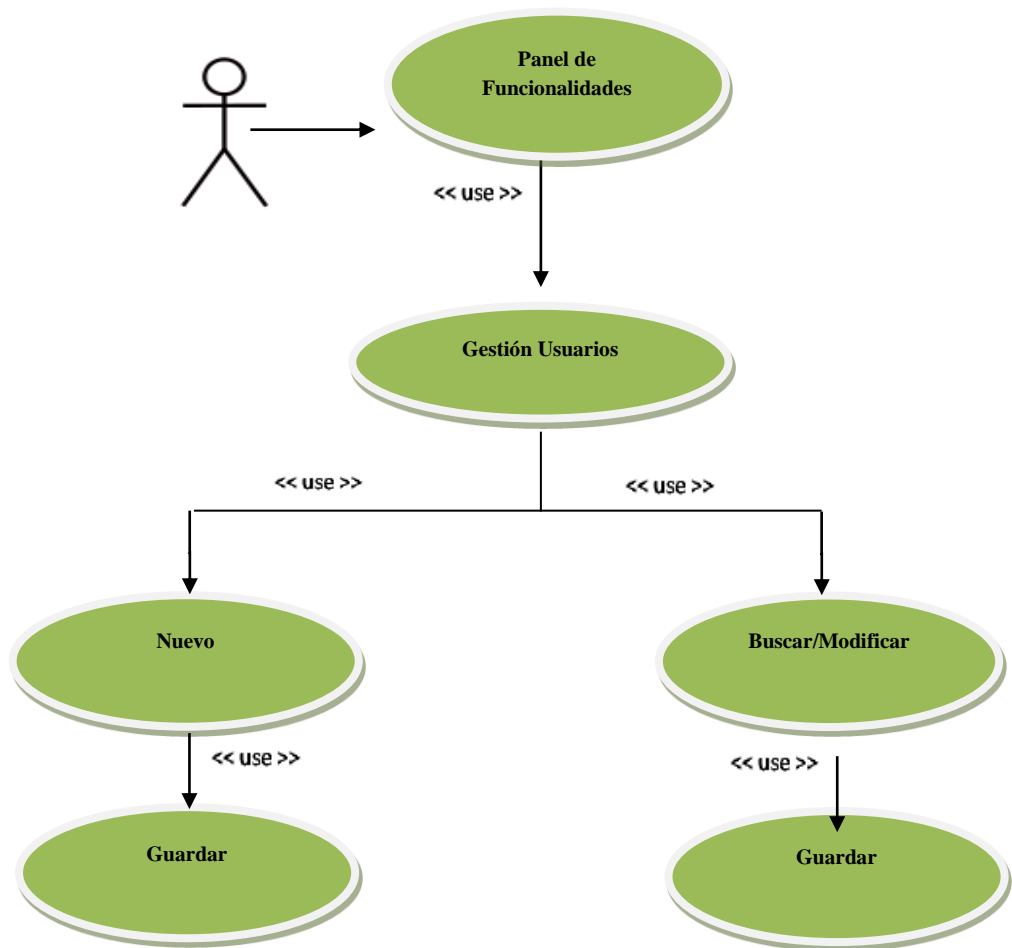 Panel de
Funcionalidades
<< use >>
Gestión Usuarios
<< use >>
<< use >>
Nuevo
Buscar/Modificar
<< use >>
<< use >>
Guardar
Guardar